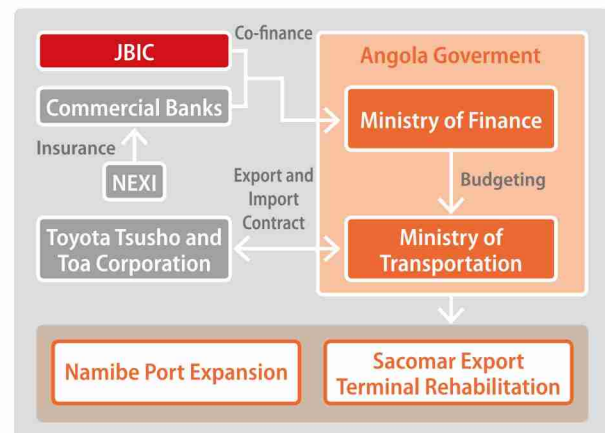 JBIC
Co-finance
Angola Goverment
Commercial Banks
Ministry of Finance
Insurance
NEXI
Export and
Import
Contract
Budgeting
Toyota Tsusho and
Toa Corporation
Ministry of
Transportation
Namibe Port Expansion
Sacomar Export
Terminal Rehabilitation